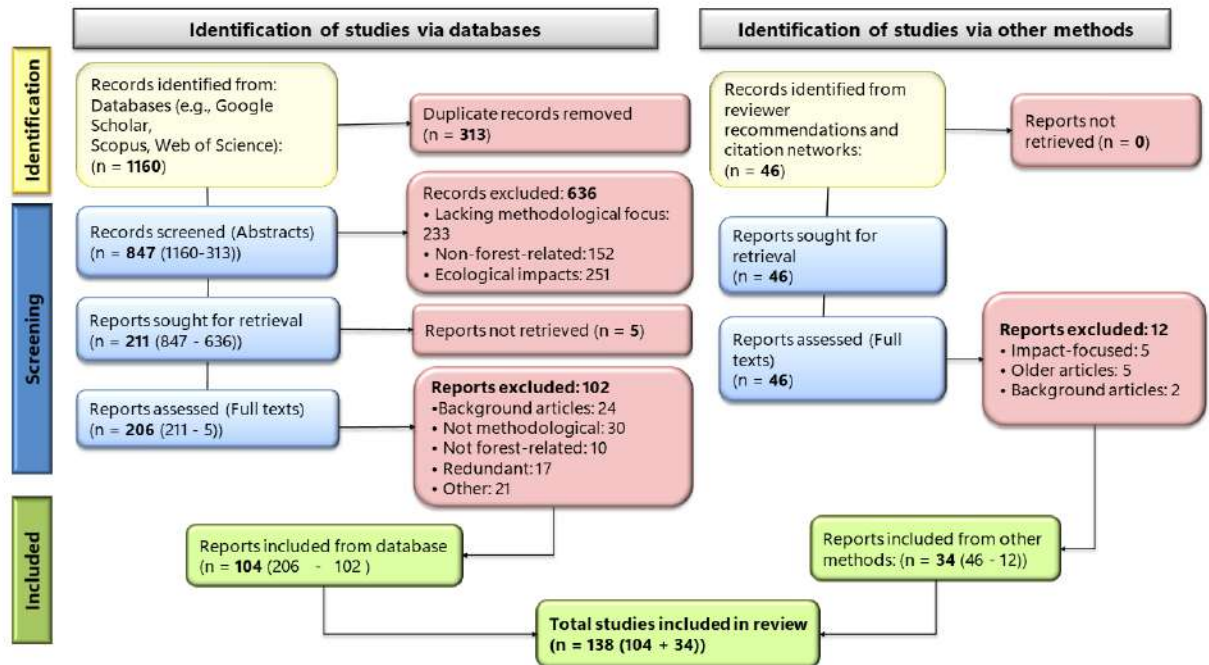 Identification of studies via databases
Identification of studies via other methods
Identification
Records identified from:
Databases (e.g., Google
Scholar,
Scopus, Web of Science):
(n = 1160)
Duplicate records removed
(n = 313)
Records identified from
reviewer
recommendations and
citation networks:
(n = 46)
Reports not
retrieved (n = 0)
Screening
Records screened (Abstracts)
(n = 847 (1160-313))
Records excluded: 636
• Lacking methodological focus:
233
• Non-forest-related: 152
• Ecological impacts: 251
Reports sought for retrieval
(n = 211 (847 - 636))
Reports not retrieved (n = 5)
Reports assessed (Full texts)
(n = 206 (211 - 5))
Reports excluded: 102
•Background articles: 24
• Not methodological: 30
• Not forest-related: 10
• Redundant: 17
• Other: 21
Reports sought for
retrieval
(n = 46)
Reports assessed (Full
texts)
(n = 46)
Reports excluded: 12
• Impact-focused: 5
• Older articles: 5
• Background articles: 2
Included
Reports included from database
(n = 104 (206 - 102 )
Reports included from other
methods: (n = 34 (46 - 12))
Total studies included in review
(n = 138 (104 + 34))